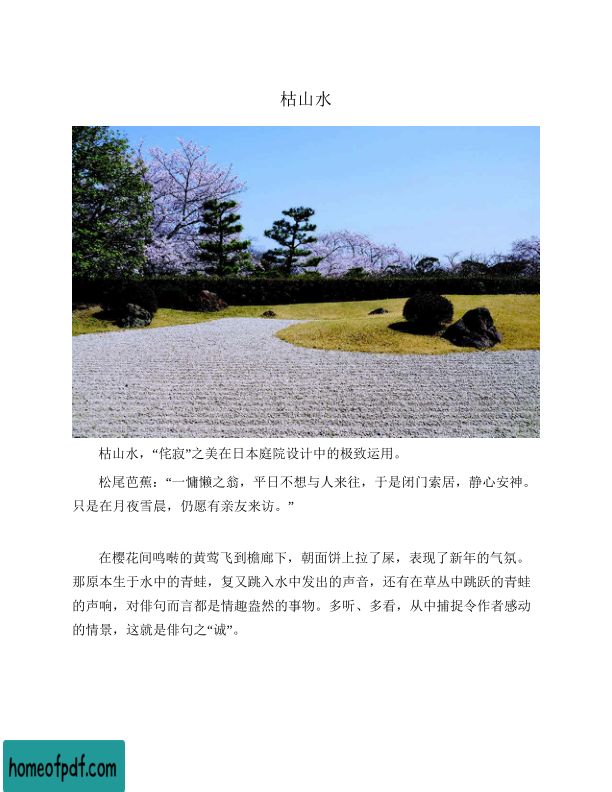 枯山水
枯山水，“侘寂”之美在日本庭院设计中的极致运用。
松尾芭蕉：“一慵懒之翁，平日不想与人来往，于是闭门索居，静心安神。
只是在月夜雪晨，仍愿有亲友来访。”
在樱花间鸣啭的黄莺飞到檐廊下，朝面饼上拉了屎，表现了新年的气氛。
那原本生于水中的青蛙，复又跳入水中发出的声音，还有在草丛中跳跃的青蛙
的声响，对俳句而言都是情趣盎然的事物。多听、多看，从中捕捉令作者感动
的情景，这就是俳句之“诚”。
homeofpdf.com